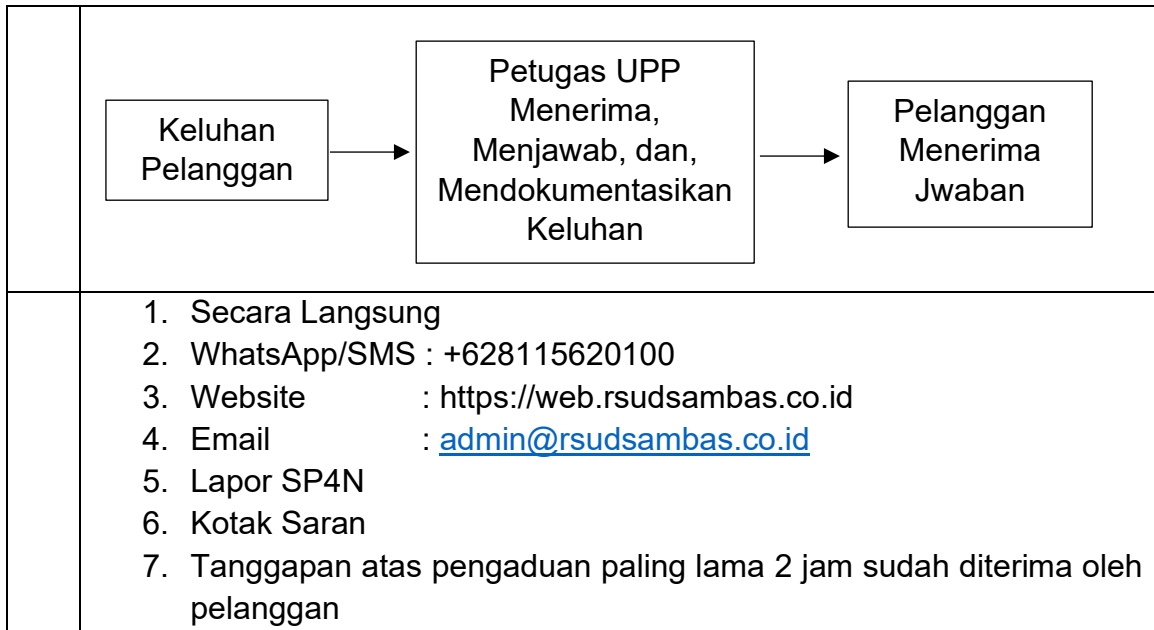 Keluhan
Pelanggan
Petugas UPP
Menerima,
Menjawab, dan,
Mendokumentasikan
Keluhan
Pelanggan
Menerima
Jwaban
1. Secara Langsung
2. WhatsApp/SMS : +628115620100
3. Website : https://web.rsudsambas.co.id
4. Email : admin@rsudsambas.co.id
5. Lapor SP4N
6. Kotak Saran
7. Tanggapan atas pengaduan paling lama 2 jam sudah diterima oleh
pelanggan